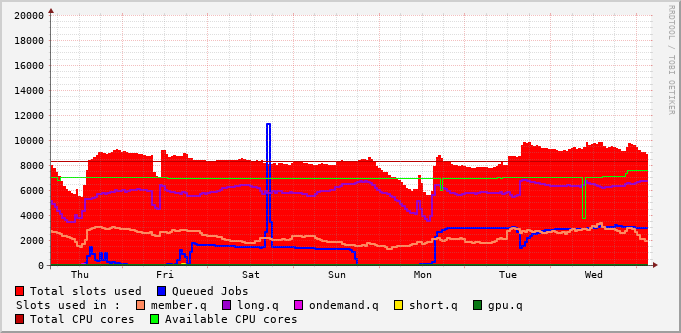 RRDTOOL / TOBI OETIKER
20000
18000
16000
14000
12000
10000
8000
6000
4000
2000
0
Thu Fri Sat Sun Mon Tue Wed
Total slots used Queued Jobs
Slots used in : member.q long.q ondemand.q short.q gpu.q
Total CPU cores Available CPU cores